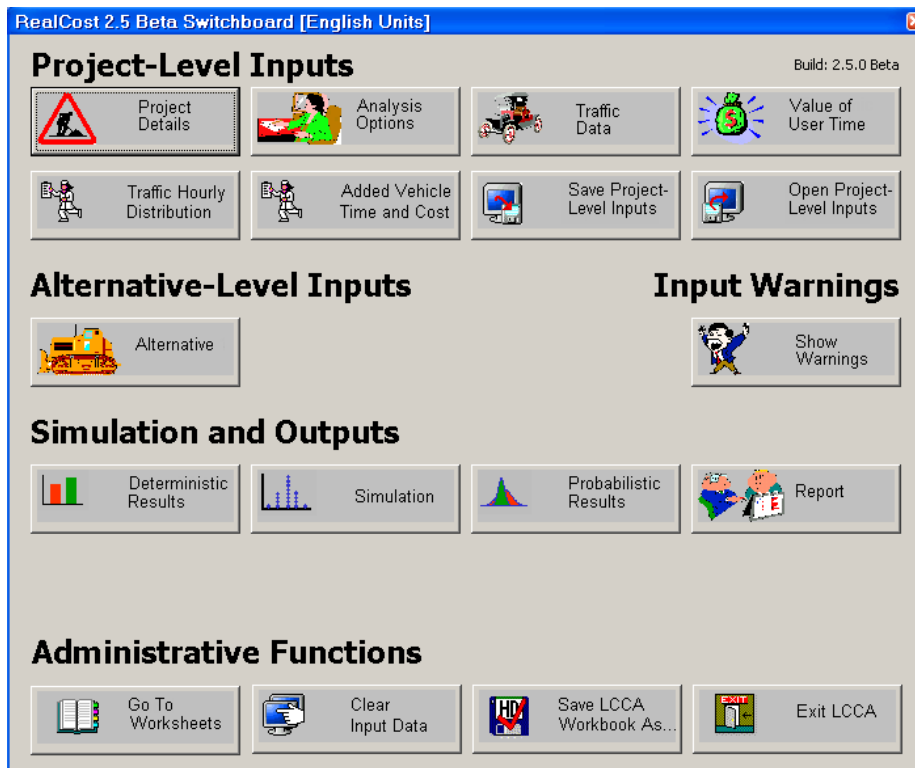 RealCost 2.5 Beta Switchboard [English Units]
Project-Level Inputs
Build: 2.5.0 Beta
Project
Details
Analysis
Options
Traffic
Data
Value of
User Time
Traffic Hourly
Distribution
Added Vehicle
Time and Cost
Save Project-
Level Inputs
Open Project-
Level Inputs
Alternative-Level Inputs
Input Warnings
Alternative
Show
Warnings
Simulation and Outputs
Deterministic
Results
Simulation
Probabilistic
Results
Report
Administrative Functions
Go To
Worksheets
Clear
Input Data
HD
Save LCCA
Workbook As...
EXIT
Exit LCCA